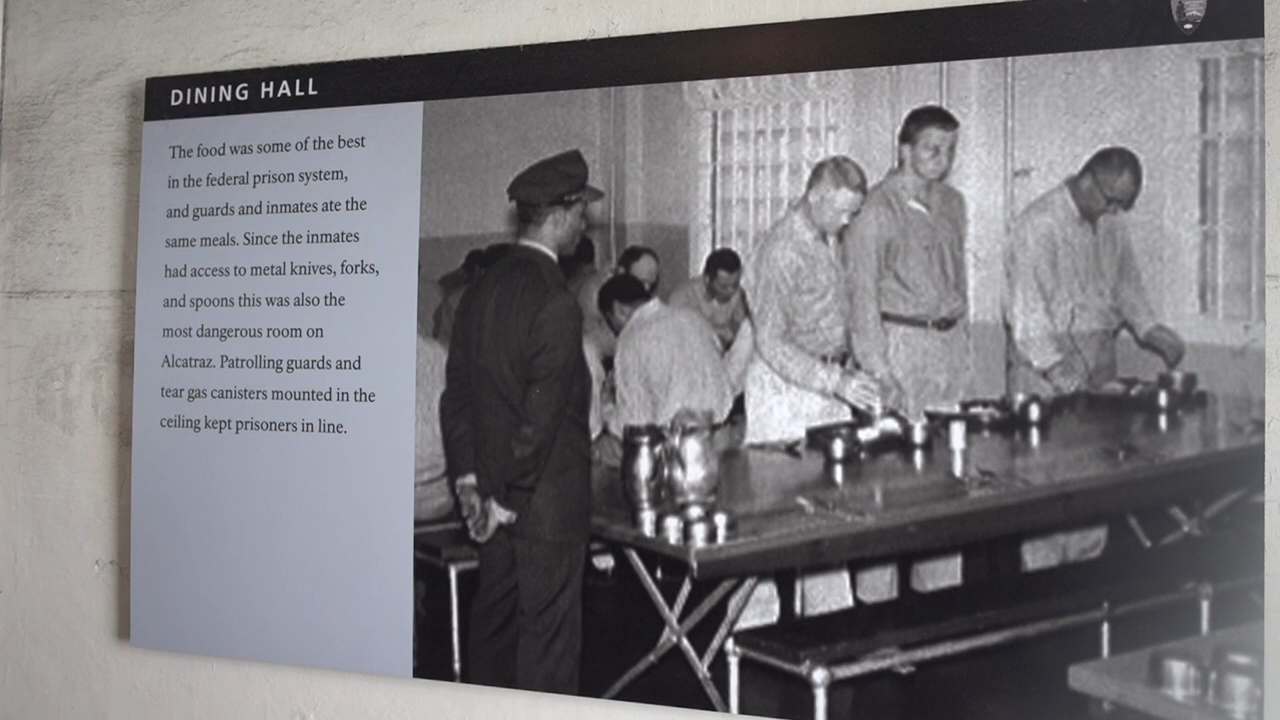 DINING HALL
The food was some of the best
in the federal prison system,
and guards and inmates ate the
same meals. Since the inmates
had access to metal knives, forks,
and spoons this was also the
most dangerous room on
Alcatraz. Patrolling guards and
tear gas canisters mounted in the
ceiling kept prisoners in line.